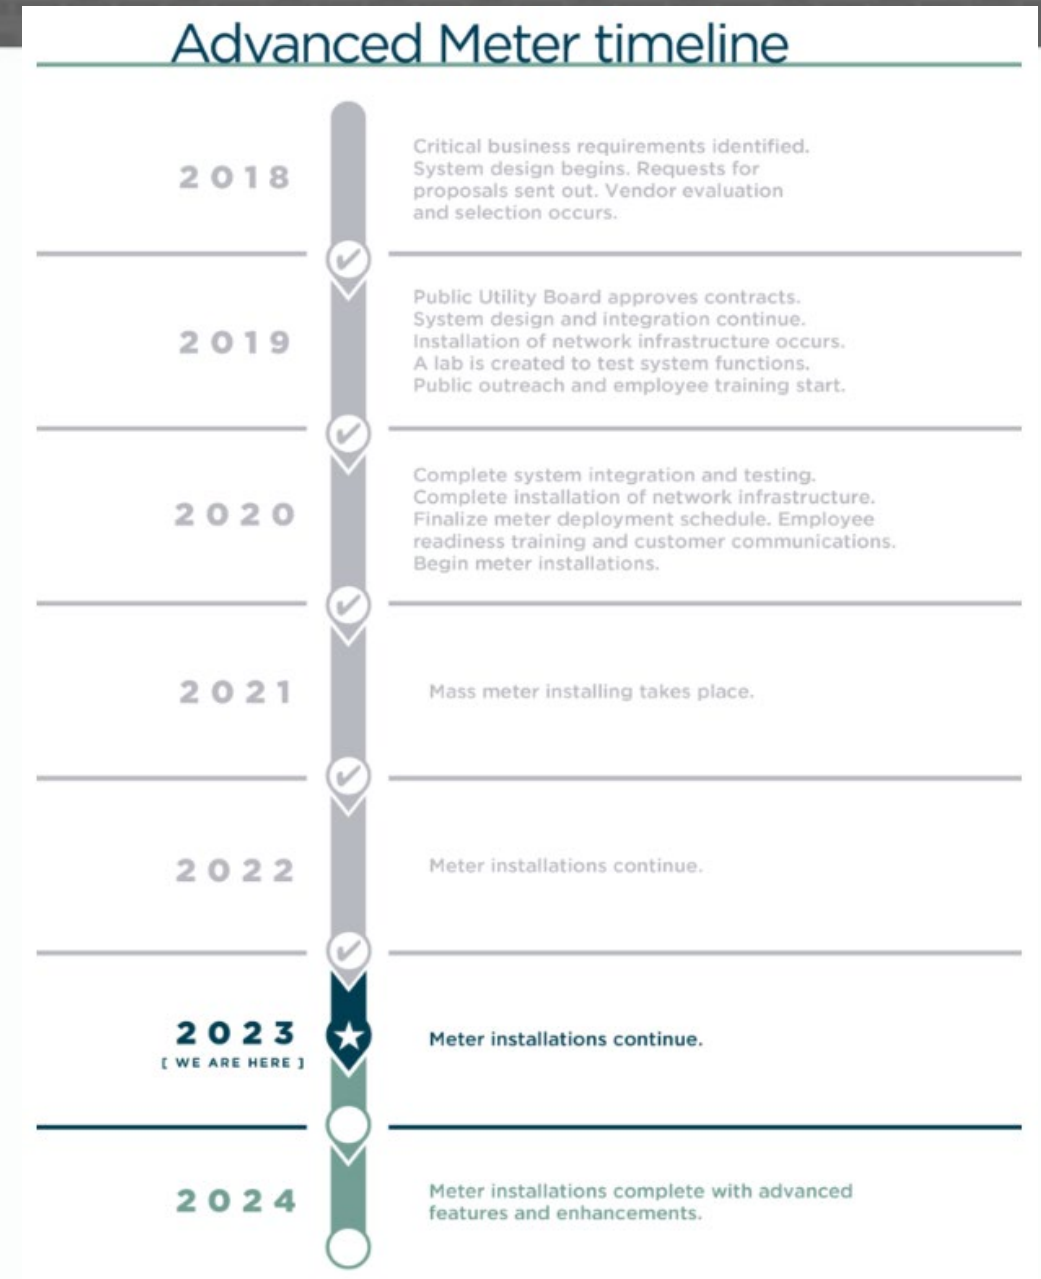 Advanced Meter timeline
2018
Critical business requirements identified.
System design begins. Requests for
proposals sent out. Vendor evaluation
and selection occurs.
2019
Public Utility Board approves contracts.
System design and integration continue.
Installation of network infrastructure occurs.
A lab is created to test system functions.
Public outreach and employee training start.
2020
Complete system integration and testing.
Complete installation of network infrastructure.
Finalize meter deployment schedule. Employee
readiness training and customer communications.
Begin meter installations.
2021
Mass meter installing takes place.
2022
Meter installations continue.
2023
[ WE ARE HERE ]
Meter installations continue.
2024
Meter installations complete with advanced
features and enhancements.